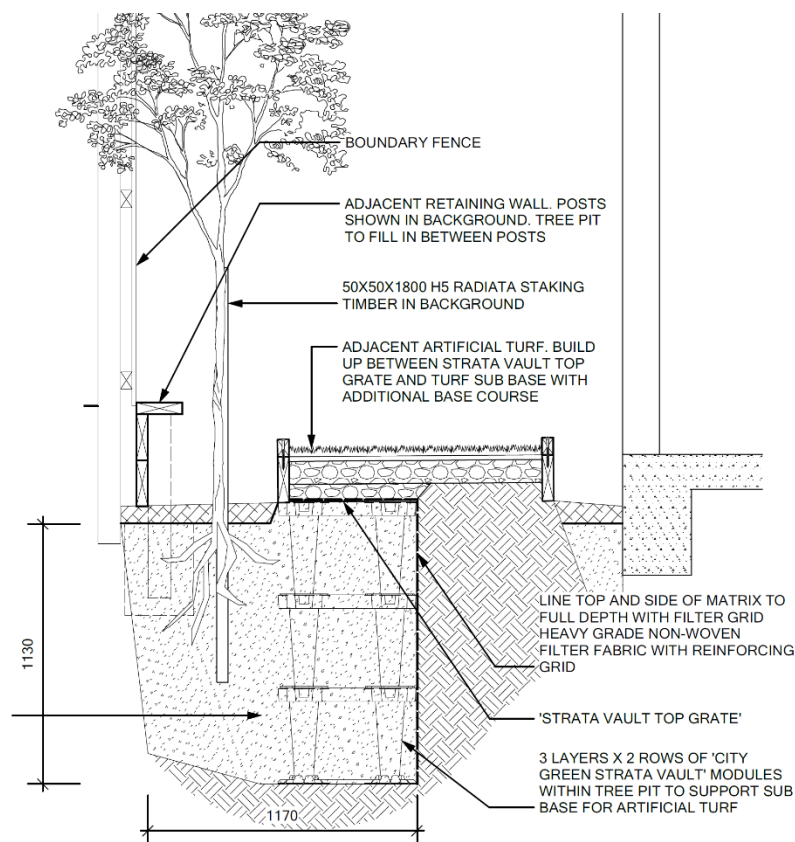 BOUNDARY FENCE
ADJACENT RETAINING WALL. POSTS
SHOWN IN BACKGROUND. TREE PIT
TO FILL IN BETWEEN POSTS
50X50X1800 H5 RADIATA STAKING
TIMBER IN BACKGROUND
ADJACENT ARTIFICIAL TURF. BUILD
UP BETWEEN STRATA VAULT TOP
GRATE AND TURF SUB BASE WITH
ADDITIONAL BASE COURSE
LINE TOP AND SIDE OF MATRIX TO
FULL DEPTH WITH FILTER GRID
HEAVY GRADE NON-WOVEN
FILTER FABRIC WITH REINFORCING
GRID
1130
'STRATA VAULT TOP GRATE'
3 LAYERS X 2 ROWS OF 'CITY
GREEN STRATA VAULT' MODULES
WITHIN TREE PIT TO SUPPORT SUB
BASE FOR ARTIFICIAL TURF
1170